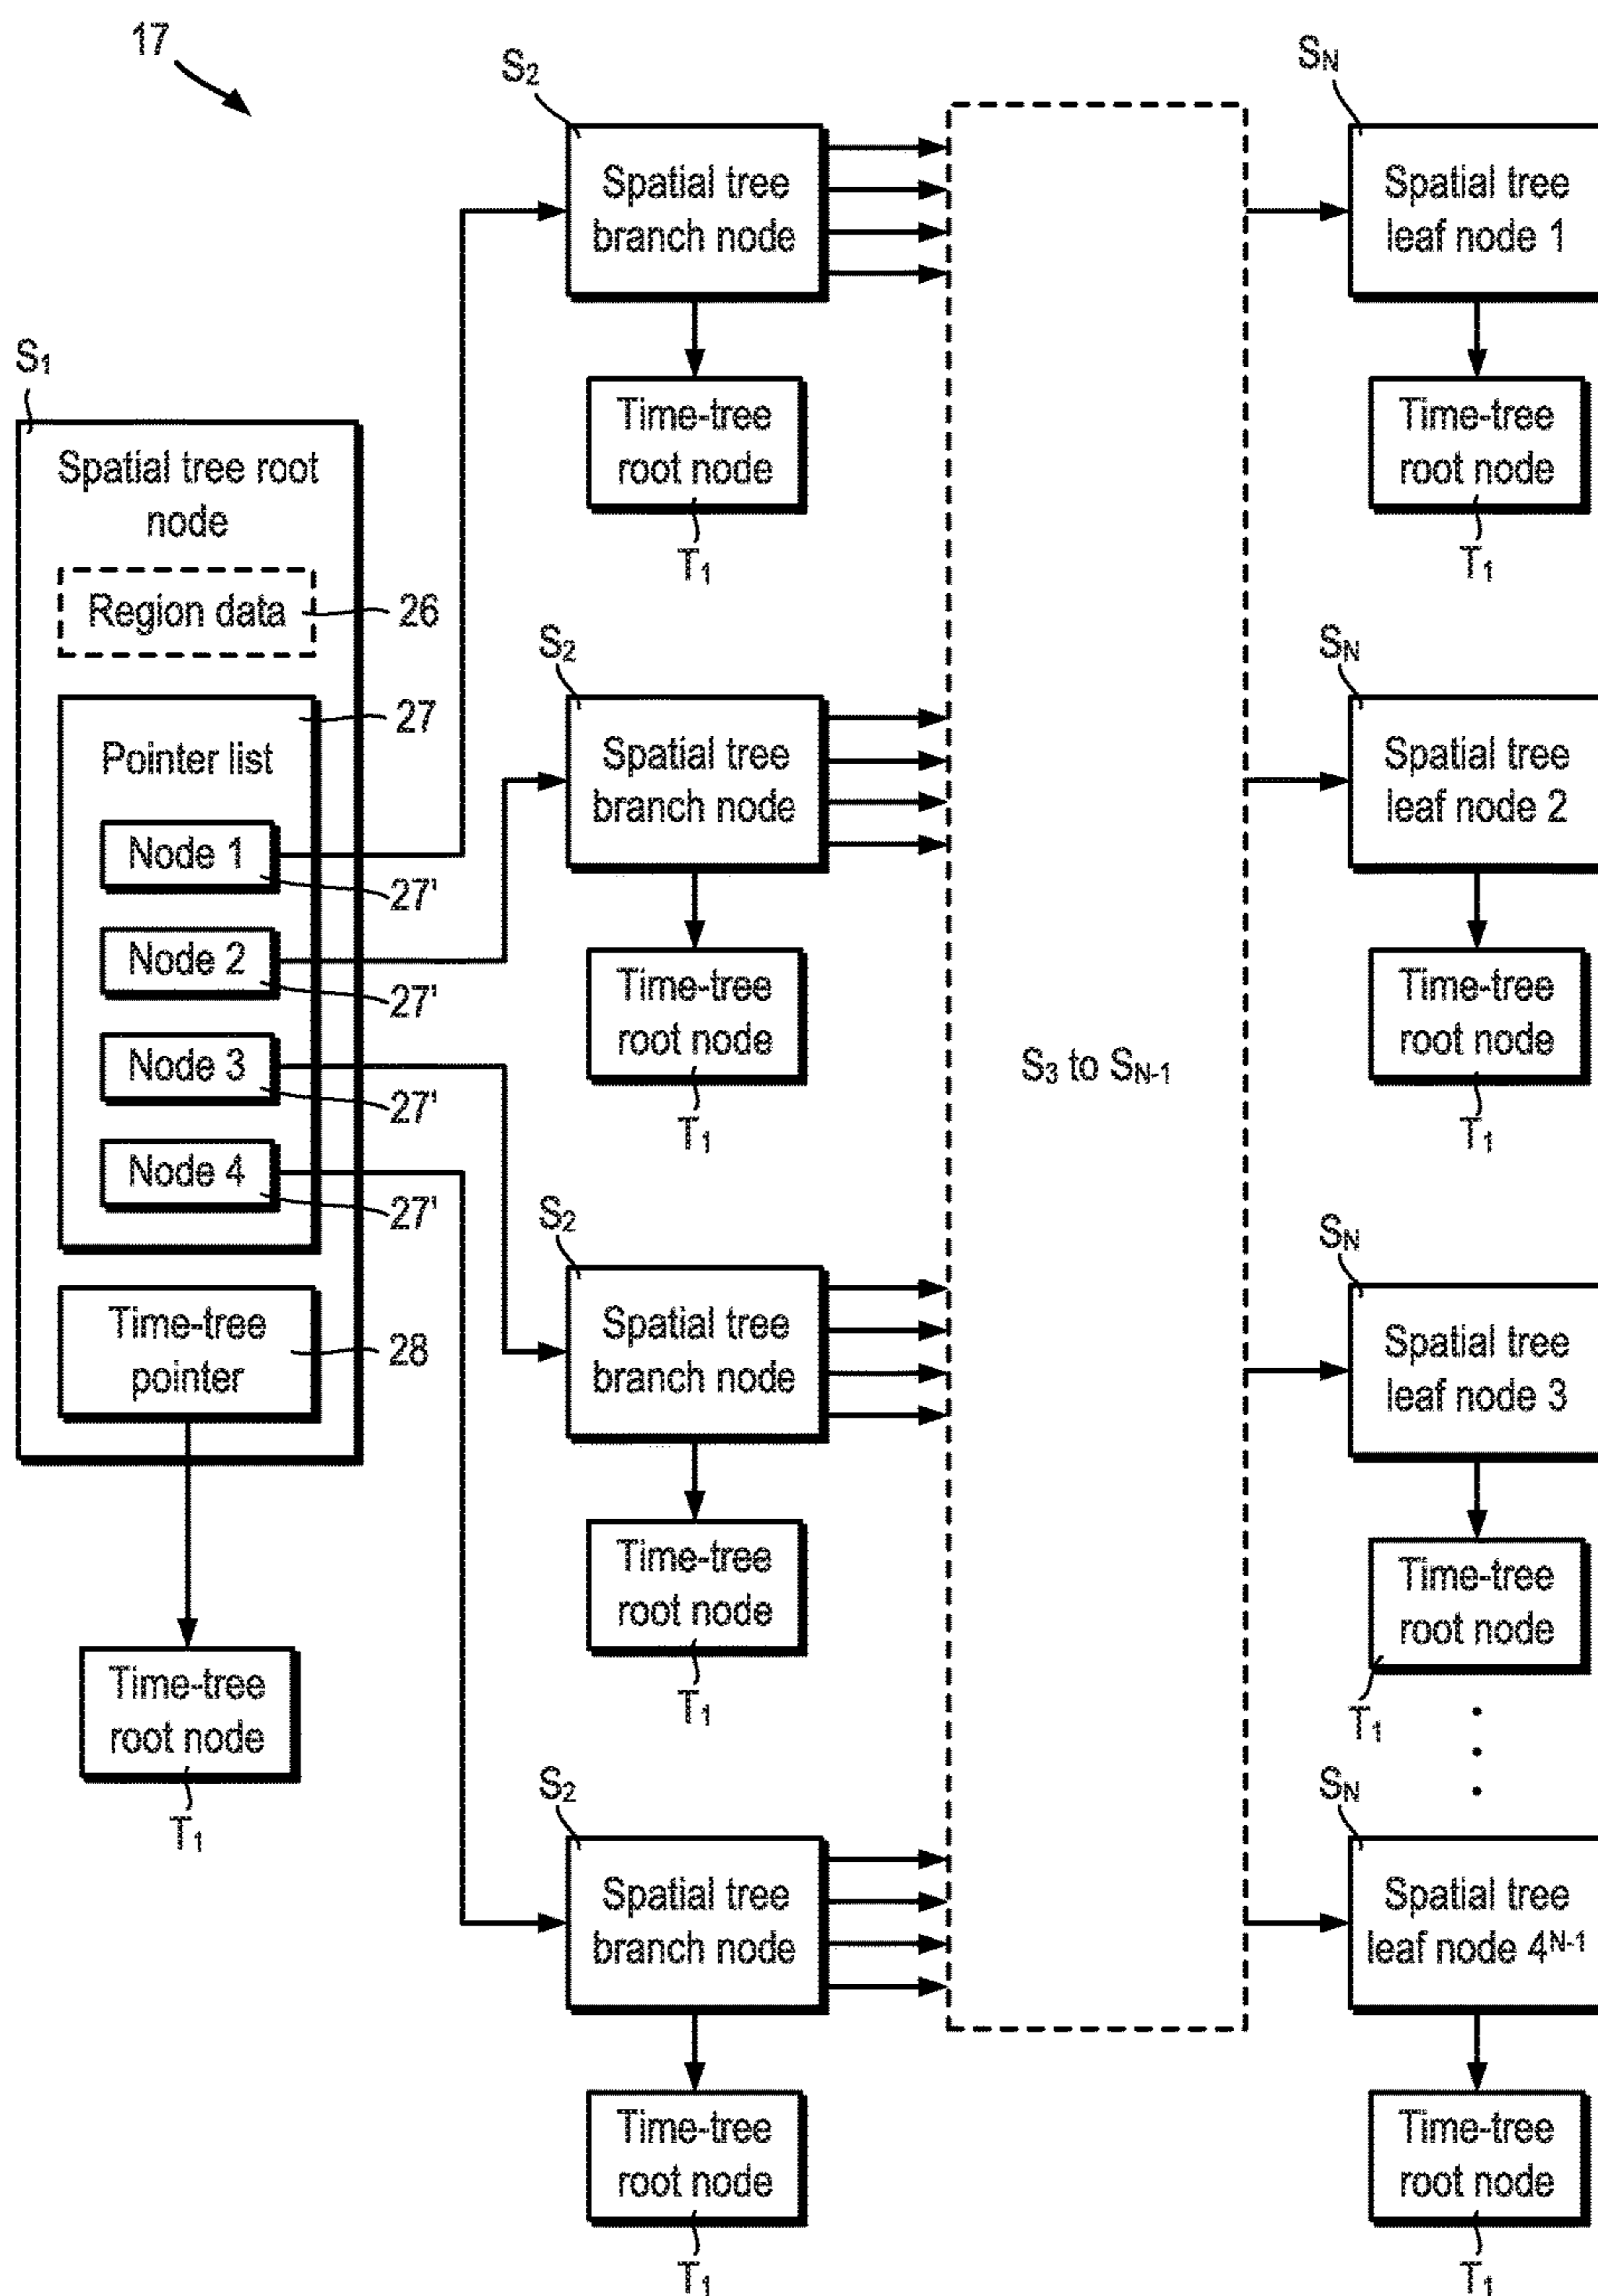 17
S₁
Spatial tree root
node
Region data
26
27
Pointer list
Node 1
27'
Node 2
27'
Node 3
27'
Node 4
27'
Time-tree
pointer
28
Time-tree
root node
T₁
S₂
Spatial tree
branch node
Time-tree
root node
T₁
S₂
Spatial tree
branch node
Time-tree
root node
T₁
S₂
Spatial tree
branch node
Time-tree
root node
T₁
S₂
Spatial tree
branch node
Time-tree
root node
T₁
S₃ to Sɴ₋₁
Sɴ
Spatial tree
leaf node 1
Time-tree
root node
T₁
Sɴ
Spatial tree
leaf node 2
Time-tree
root node
T₁
Sɴ
Spatial tree
leaf node 3
Time-tree
root node
T₁
Sɴ
Spatial tree
leaf node 4ᴺ⁻¹
Time-tree
root node
T₁